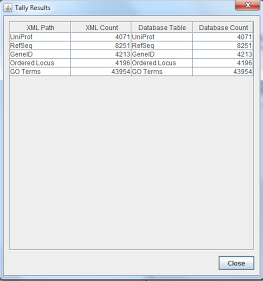 Tally Results
XML Path XML Count Database Table Database Count
UniProt 4071 UniProt 4071
RefSeq 8251 RefSeq 8251
GeneID 4213 GeneID 4213
Ordered Locus 4196 Ordered Locus 4196
GO Terms 43954 GO Terms 43954
Close